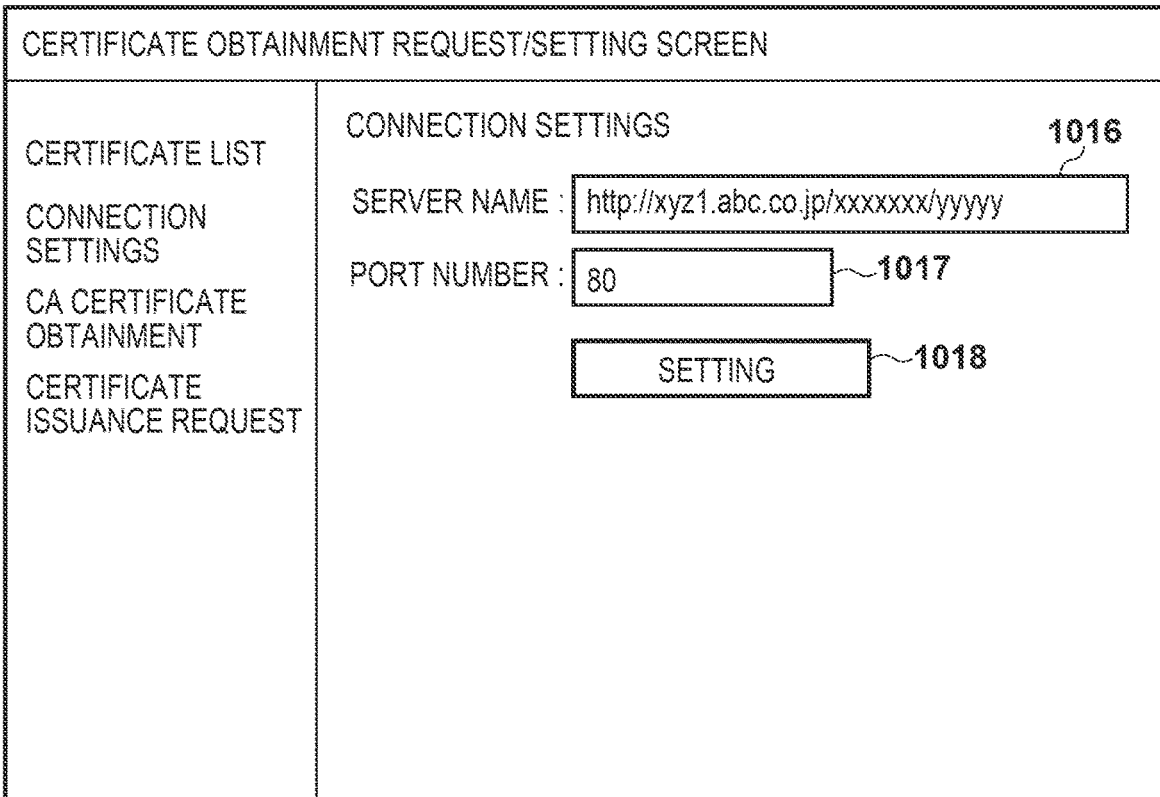 CERTIFICATE OBTAINMENT REQUEST/SETTING SCREEN
CERTIFICATE LIST
CONNECTION
SETTINGS
CA CERTIFICATE
OBTAINMENT
CERTIFICATE
ISSUANCE REQUEST
CONNECTION SETTINGS
1016
SERVER NAME : http://xyz1.abc.co.jp/xxxxxxx/yyyyy
PORT NUMBER : 80 1017
SETTING 1018